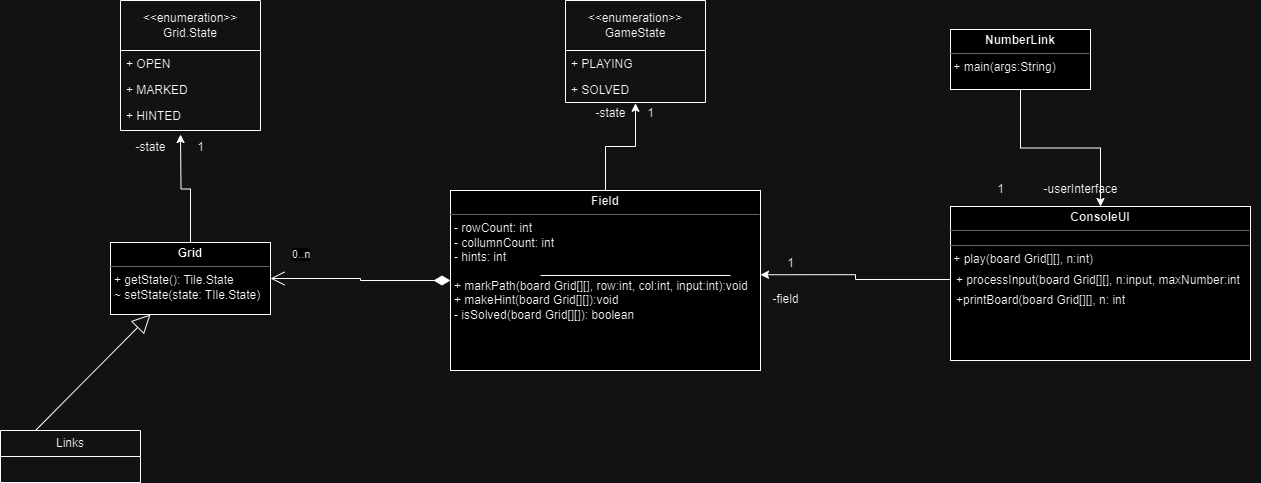 <<enumeration>>
Grid.State
+ OPEN
+ MARKED
+ HINTED
-state
1
<<enumeration>>
GameState
+ PLAYING
+ SOLVED
-state
1
NumberLink
+ main(args:String)
1
-userInterface
Grid
+ getState(): Tile.State
~ setState(state: TIle.State)
0..n
Field
- rowCount: int
- collumnCount: int
- hints: int
+ markPath(board Grid[][], row:int, col:int, input:int):void
+ makeHint(board Grid[][]):void
- isSolved(board Grid[][]): boolean
1
-field
ConsoleUI
+ play(board Grid[][], n:int)
+ processInput(board Grid[][], n:input, maxNumber:int
+printBoard(board Grid[][], n: int
Links